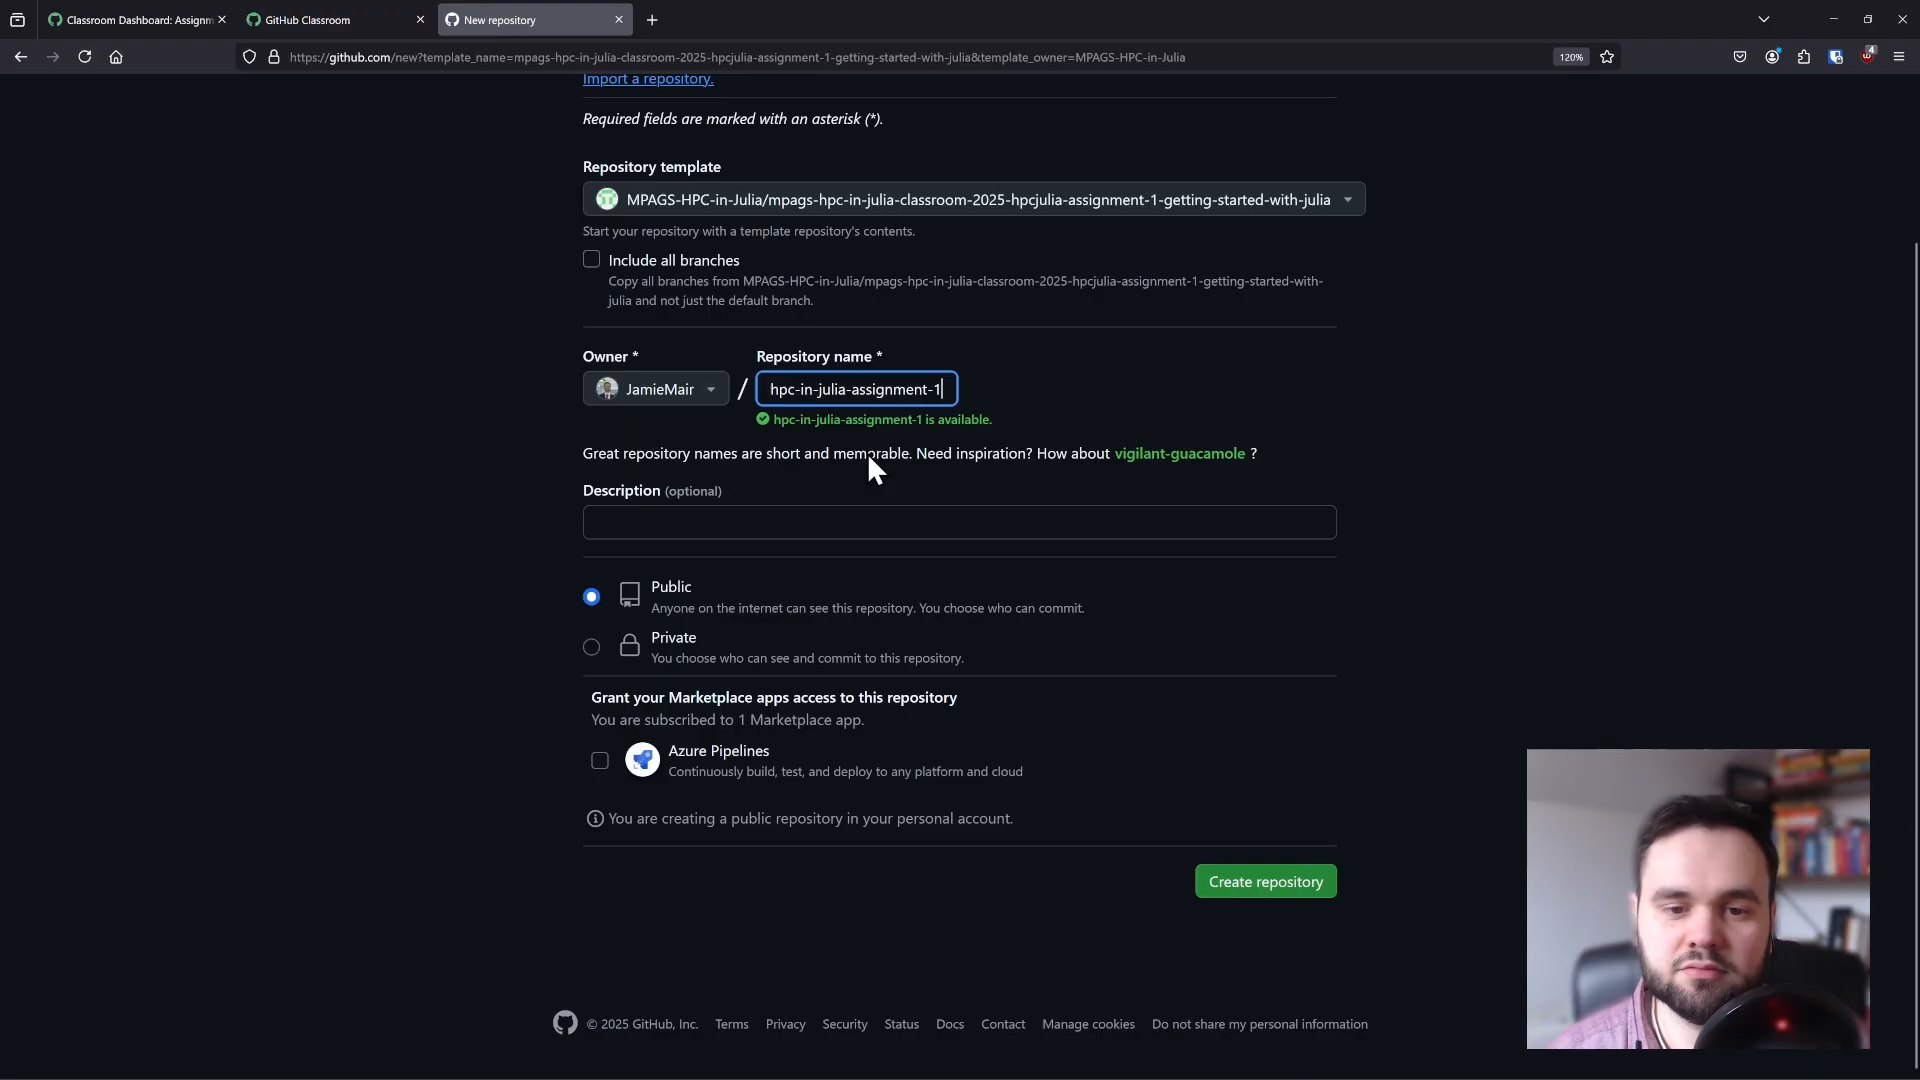 Classroom Dashboard: Assignm
GitHub Classroom
New repository
https://github.com/new?template_name=mpags-hpc-in-julia-classroom-2025-hpcjulia-assignment-1-getting-started-with-julia&template_owner=MPAGS-HPC-in-Julia
120%
4
Import a repository.
Required fields are marked with an asterisk (*).
Repository template
MPAGS-HPC-in-Julia/mpags-hpc-in-julia-classroom-2025-hpcjulia-assignment-1-getting-started-with-julia
Start your repository with a template repository's contents.
Include all branches
Copy all branches from MPAGS-HPC-in-Julia/mpags-hpc-in-julia-classroom-2025-hpcjulia-assignment-1-getting-started-with-
julia and not just the default branch.
Owner * Repository name *
JamieMair / hpc-in-julia-assignment-1
hpc-in-julia-assignment-1 is available.
Great repository names are short and memorable. Need inspiration? How about vigilant-guacamole ?
Description (optional)
Public
Anyone on the internet can see this repository. You choose who can commit.
Private
You choose who can see and commit to this repository.
Grant your Marketplace apps access to this repository
You are subscribed to 1 Marketplace app.
Azure Pipelines
Continuously build, test, and deploy to any platform and cloud
You are creating a public repository in your personal account.
Create repository
© 2025 GitHub, Inc. Terms Privacy Security Status Docs Contact Manage cookies Do not share my personal information